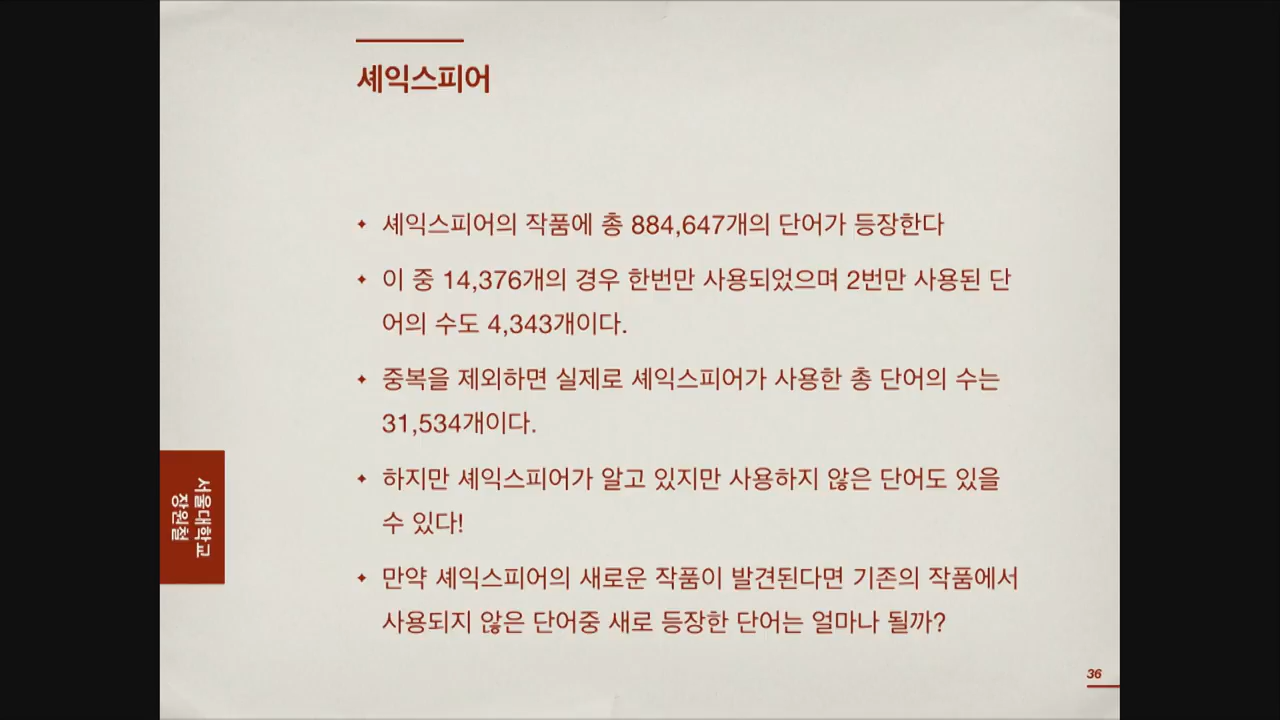 셰익스피어
셰익스피어의 작품에 총 884,647개의 단어가 등장한다
이 중 14,376개의 경우 한번만 사용되었으며 2번만 사용된 단
어의 수도 4,343개이다.
중복을 제외하면 실제로 셰익스피어가 사용한 총 단어의 수는
31,534개이다.
하지만 셰익스피어가 알고 있지만 사용하지 않은 단어도 있을
수 있다!
만약 셰익스피어의 새로운 작품이 발견된다면 기존의 작품에서
사용되지 않은 단어중 새로 등장한 단어는 얼마나 될까?
서울대학교
장원철
36